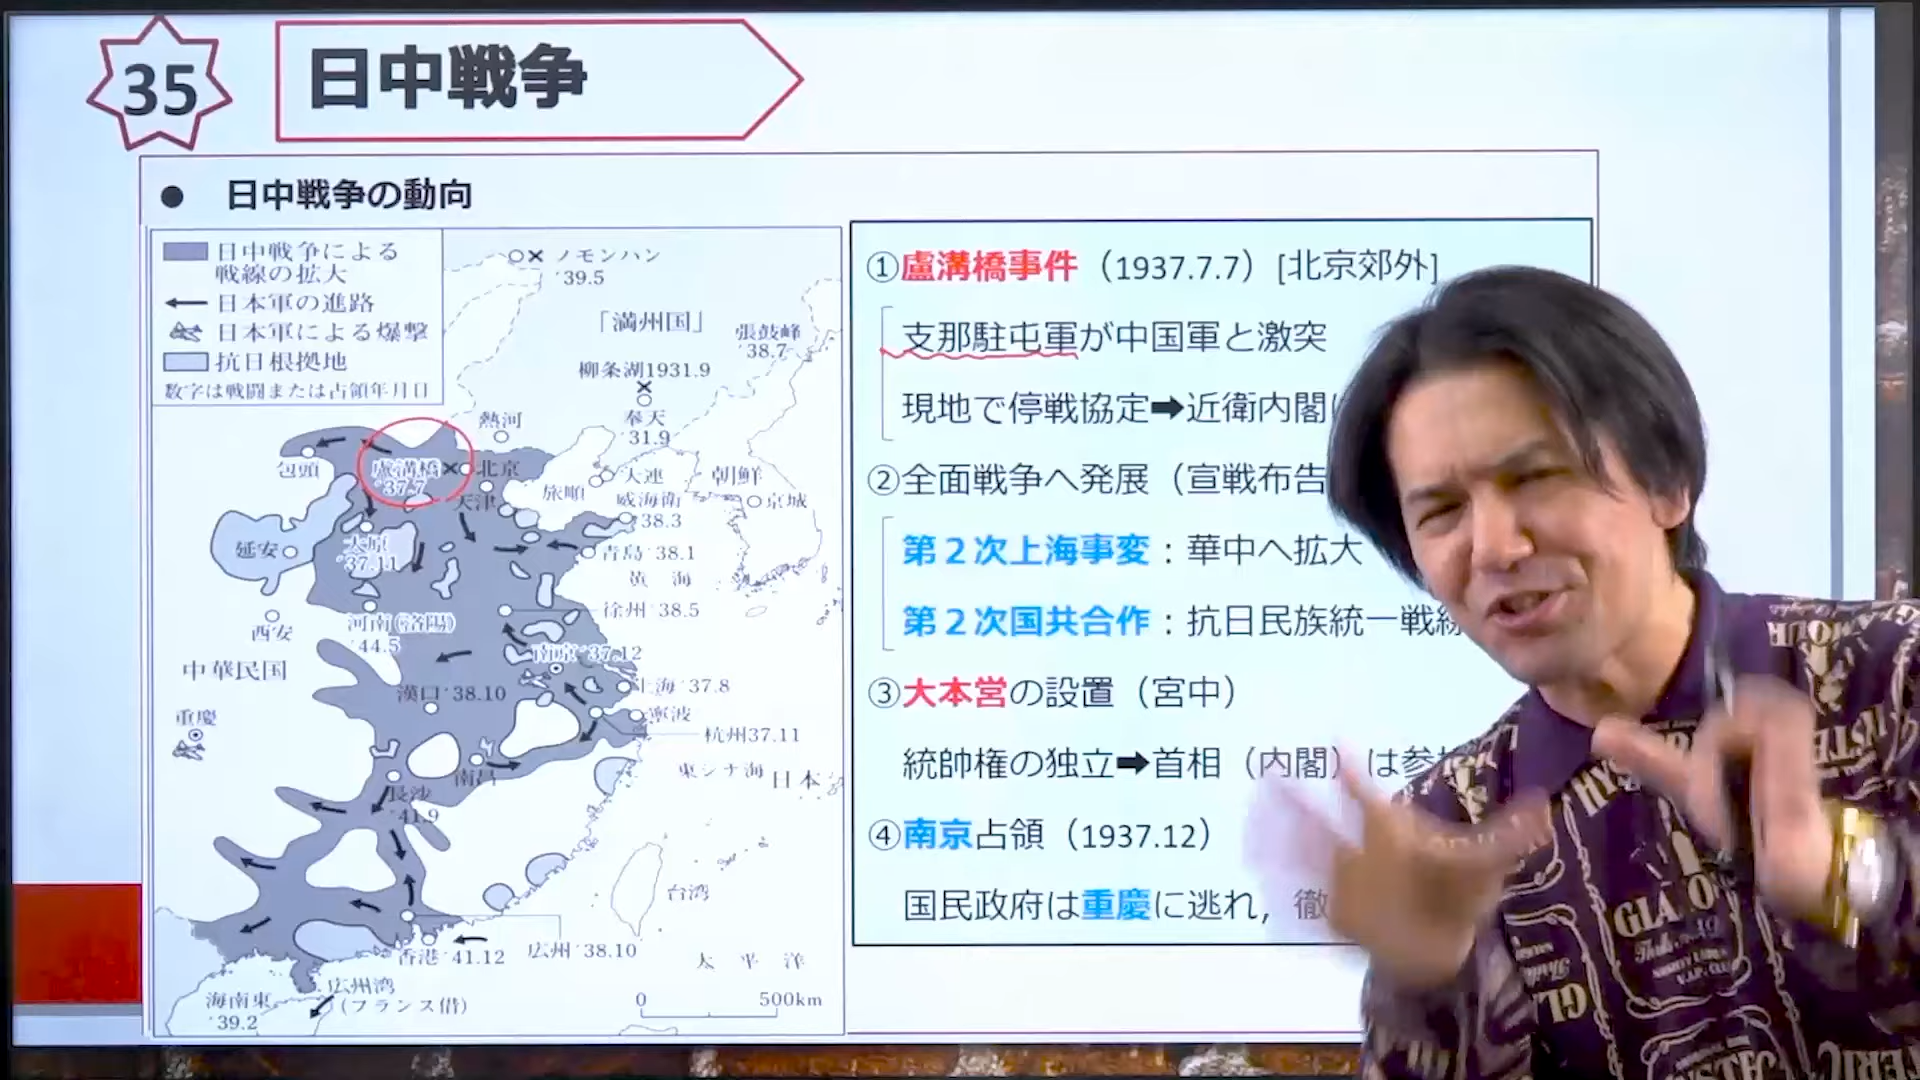 35
日中戦争
● 日中戦争の動向
日中戦争による
戦線の拡大
日本軍の進路
日本軍による爆撃
抗日根拠地
数字は戦闘または占領年月日
ノモンハン
'39.5
「満州国」
張鼓峰
'38.7
柳条湖1931.9
奉天
'31.9
熱河
包頭
盧溝橋
'37.7
北京
天津
旅順
大連
朝鮮
京城
威海衛
'38.3
延安
太原
'37.11
青島 '38.1
黄海
徐州 '38.5
西安
河南(洛陽)
'44.5
南京 '37.12
中華民国
漢口 '38.10
上海 '37.8
寧波
重慶
杭州37.11
南昌
東シナ海
日本
長沙
'41.9
台湾
香港 '41.12
広州 '38.10
太平洋
広州湾
(フランス借)
海南東
'39.2
0
500km
①盧溝橋事件（1937.7.7）[北京郊外]
支那駐屯軍が中国軍と激突
現地で停戦協定➡近衛内閣
②全面戦争へ発展（宣戦布告
第２次上海事変：華中へ拡大
第２次国共合作：抗日民族統一戦線
③大本営の設置（宮中）
統帥権の独立➡首相（内閣）は参
④南京占領（1937.12）
国民政府は重慶に逃れ，徹
GLAMOUR
GLA